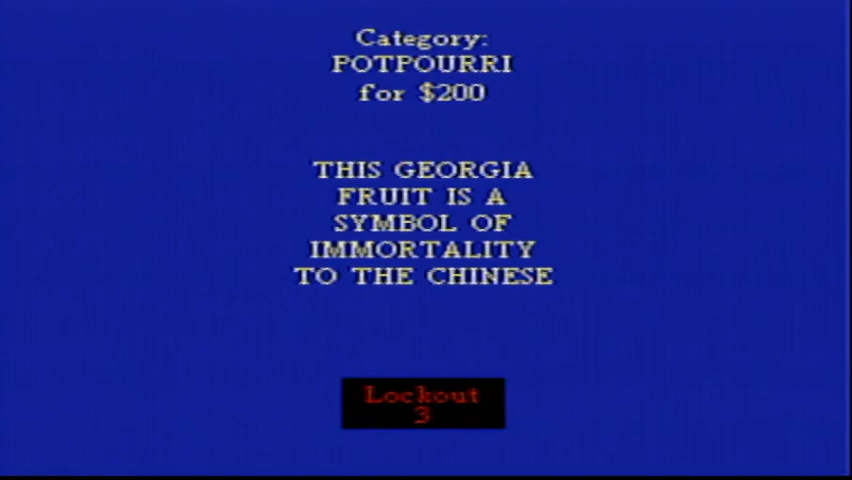 Category:
POTPOURRI
for $200
THIS GEORGIA
FRUIT IS A
SYMBOL OF
IMMORTALITY
TO THE CHINESE
Lockout
3